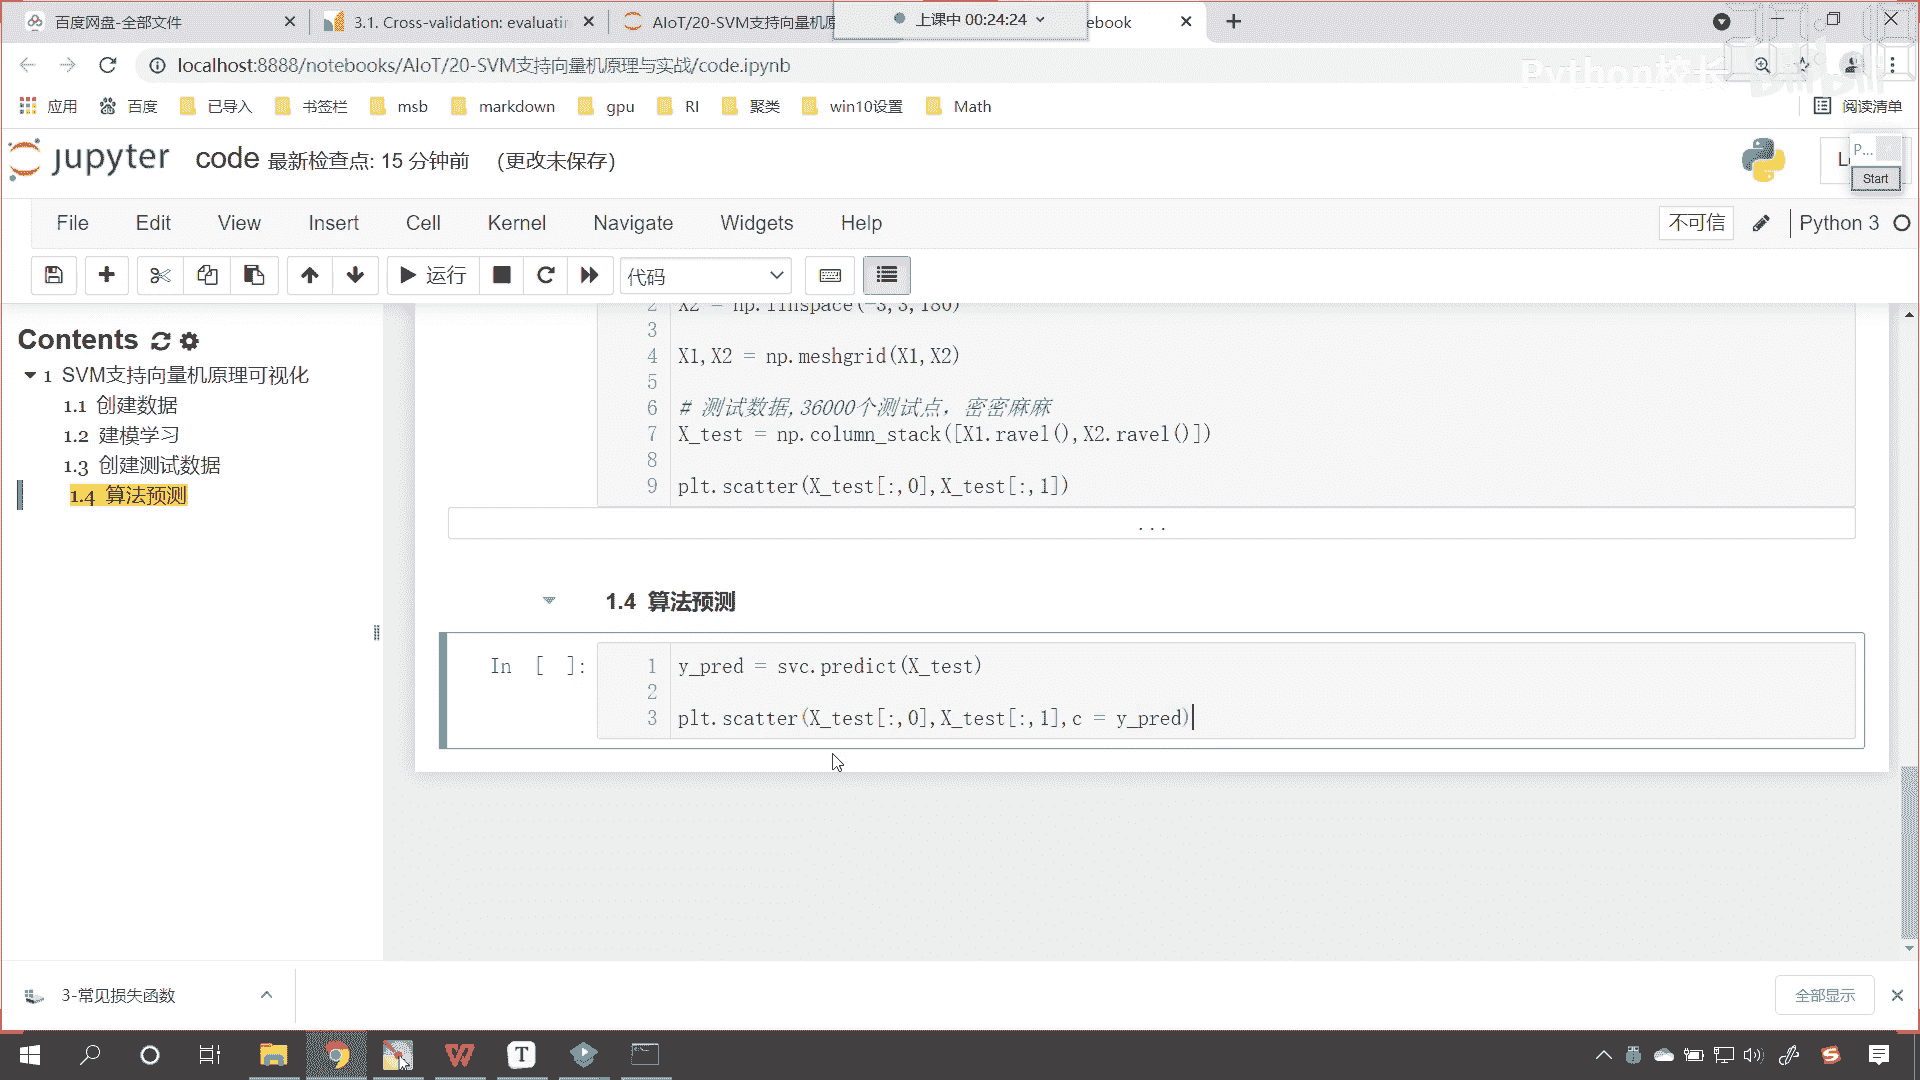 百度网盘-全部文件
3.1. Cross-validation: evaluatin
AIoT/20-SVM支持向量机原
上课中 00:24:24
ebook
localhost:8888/notebooks/AIoT/20-SVM支持向量机原理与实战/code.ipynb
Python校长
应用
百度
已导入
书签栏
msb
markdown
gpu
RI
聚类
win10设置
Math
阅读清单
jupyter
code 最新检查点: 15 分钟前 (更改未保存)
P...
Start
File Edit View Insert Cell Kernel Navigate Widgets Help
不可信
Python 3
运行
代码
Contents
1 SVM支持向量机原理可视化
1.1 创建数据
1.2 建模学习
1.3 创建测试数据
1.4 算法预测
2 X2 = np.linspace(-3,3,180)
3
4 X1,X2 = np.meshgrid(X1,X2)
5
6 # 测试数据,36000个测试点，密密麻麻
7 X_test = np.column_stack([X1.ravel(),X2.ravel()])
8
9 plt.scatter(X_test[:,0],X_test[:,1])
...
1.4 算法预测
In [ ]:
1 y_pred = svc.predict(X_test)
2
3 plt.scatter(X_test[:,0],X_test[:,1],c = y_pred)
3-常见损失函数
全部显示